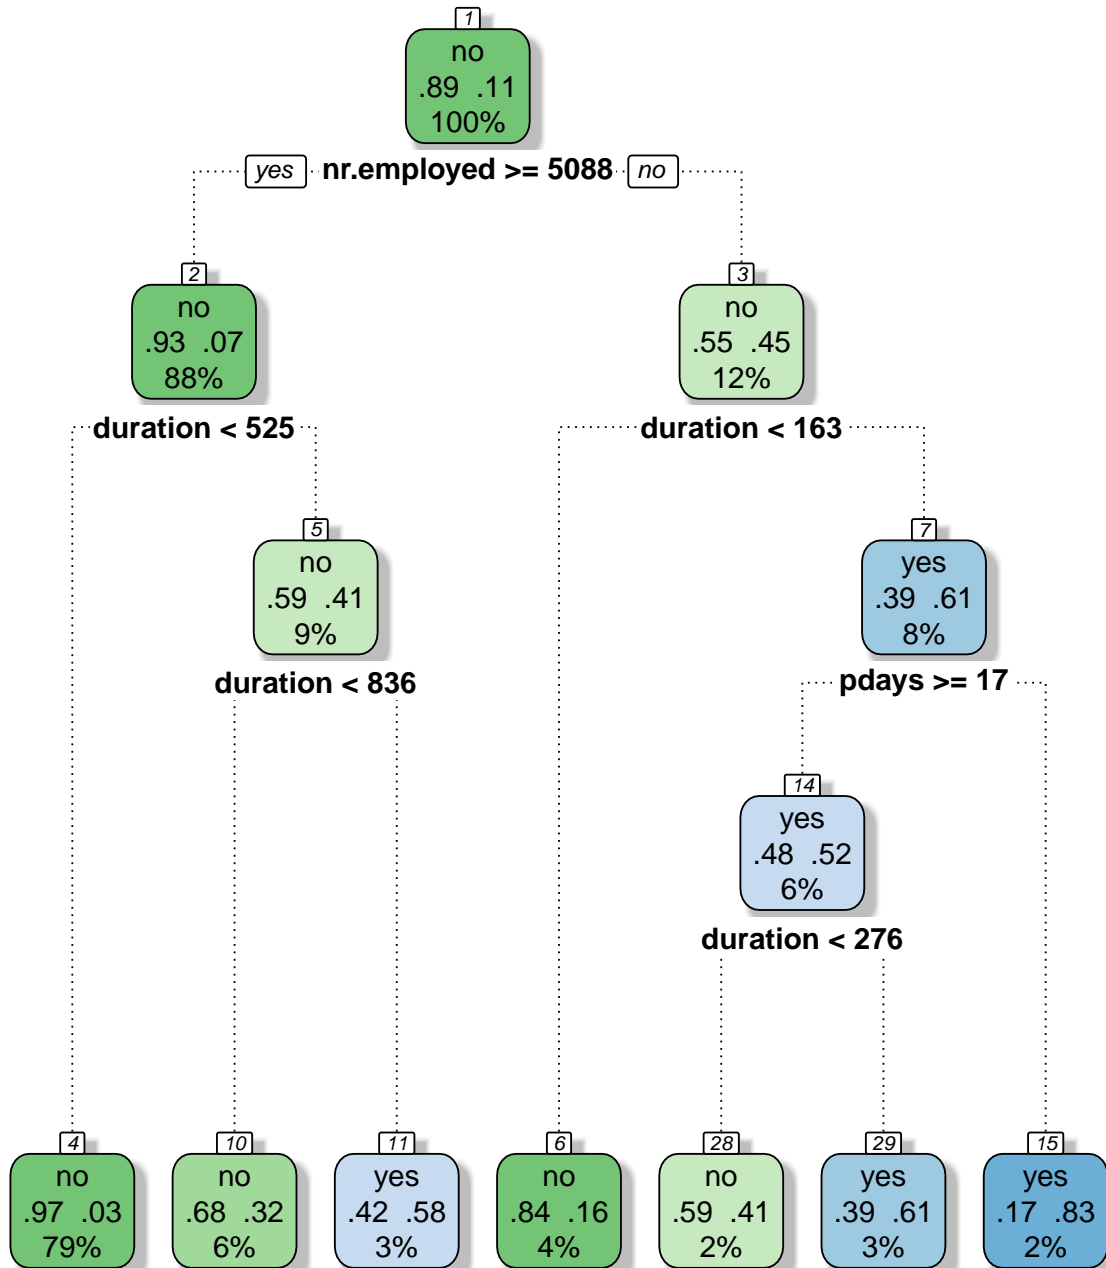 1
no
.89 .11
100%
yes nr.employed >= 5088 no
2
no
.93 .07
88%
3
no
.55 .45
12%
duration < 525
duration < 163
5
no
.59 .41
9%
7
yes
.39 .61
8%
duration < 836
pdays >= 17
14
yes
.48 .52
6%
duration < 276
4
no
.97 .03
79%
10
no
.68 .32
6%
11
yes
.42 .58
3%
6
no
.84 .16
4%
28
no
.59 .41
2%
29
yes
.39 .61
3%
15
yes
.17 .83
2%